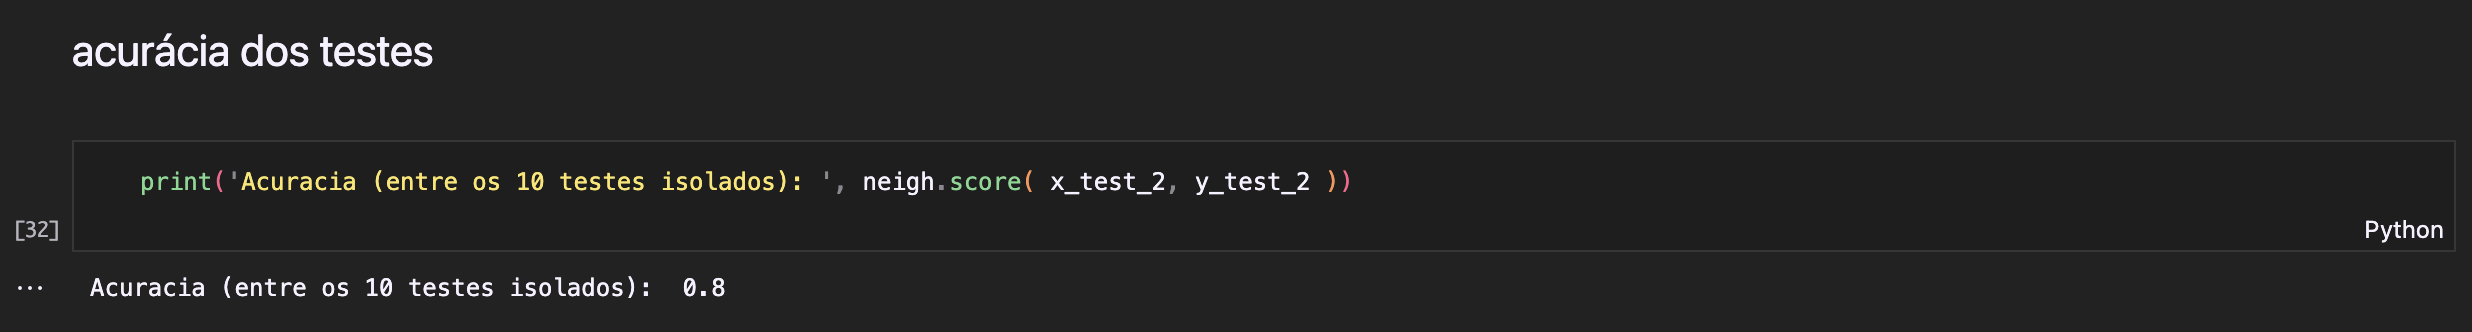 acurácia dos testes
print('Acuracia (entre os 10 testes isolados): ', neigh.score( x_test_2, y_test_2 ))
[32]
Python
... Acuracia (entre os 10 testes isolados):  0.8